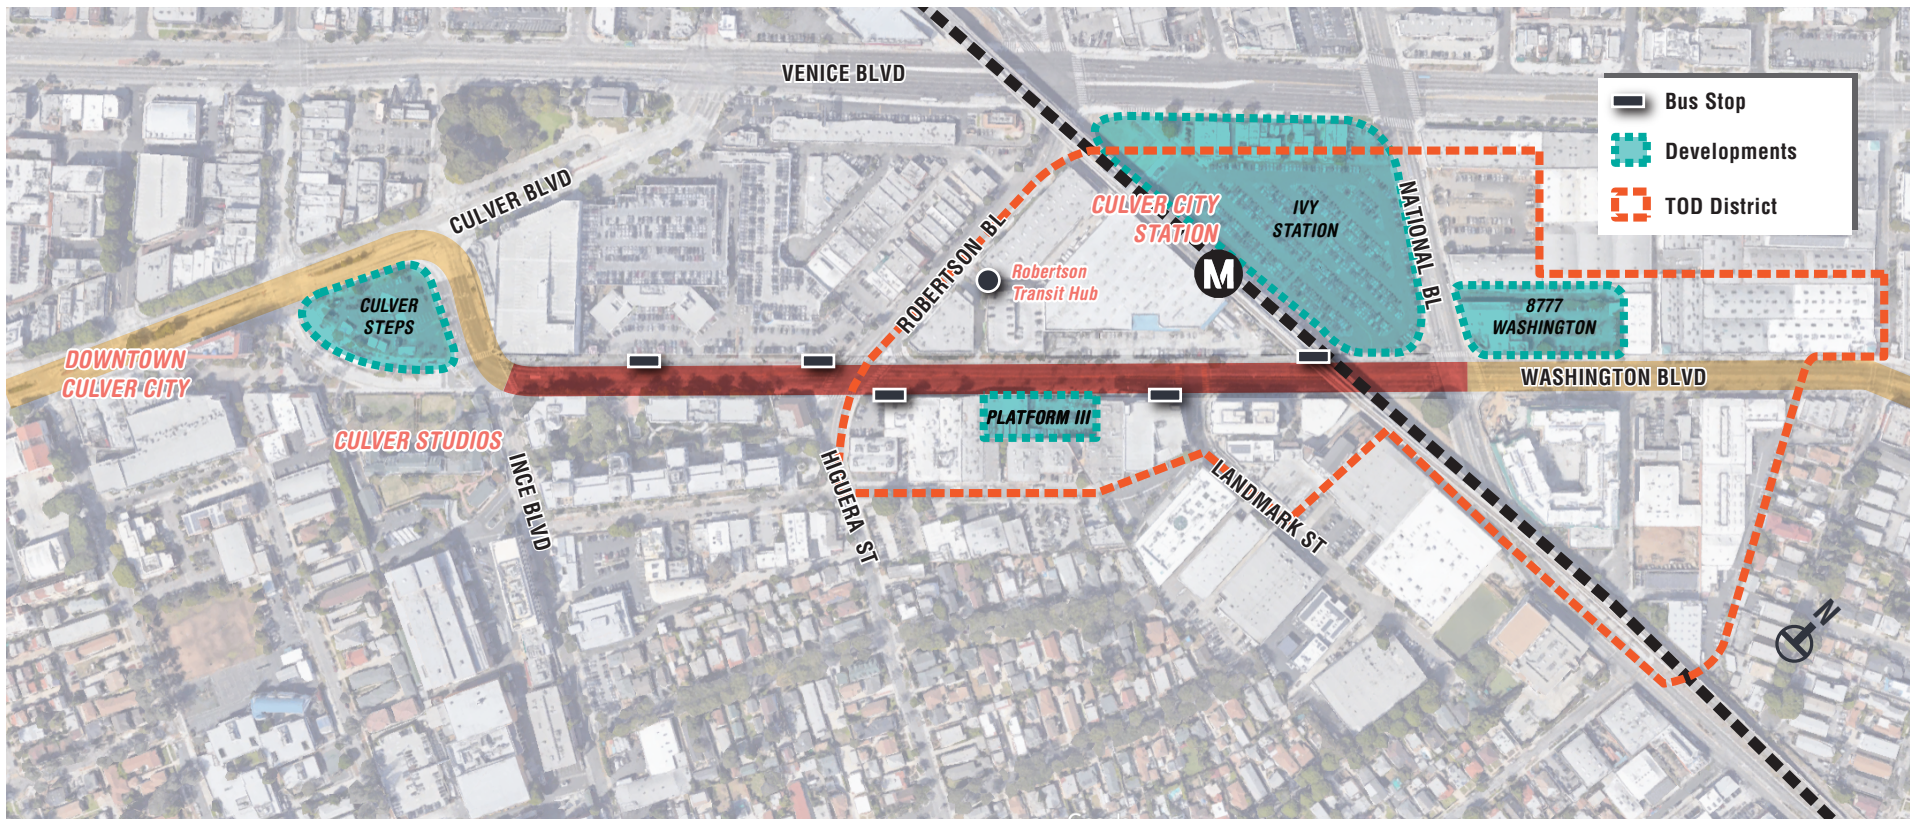 VENICE BLVD
Bus Stop
Developments
TOD District
CULVER BLVD
CULVER CITY
STATION
IVY
STATION
NATIONAL BL
ROBERTSON BL
Robertson
Transit Hub
M
CULVER
STEPS
8777
WASHINGTON
DOWNTOWN
CULVER CITY
WASHINGTON BLVD
PLATFORM III
CULVER STUDIOS
INCE BLVD
HIGUERA ST
LANDMARK ST
N